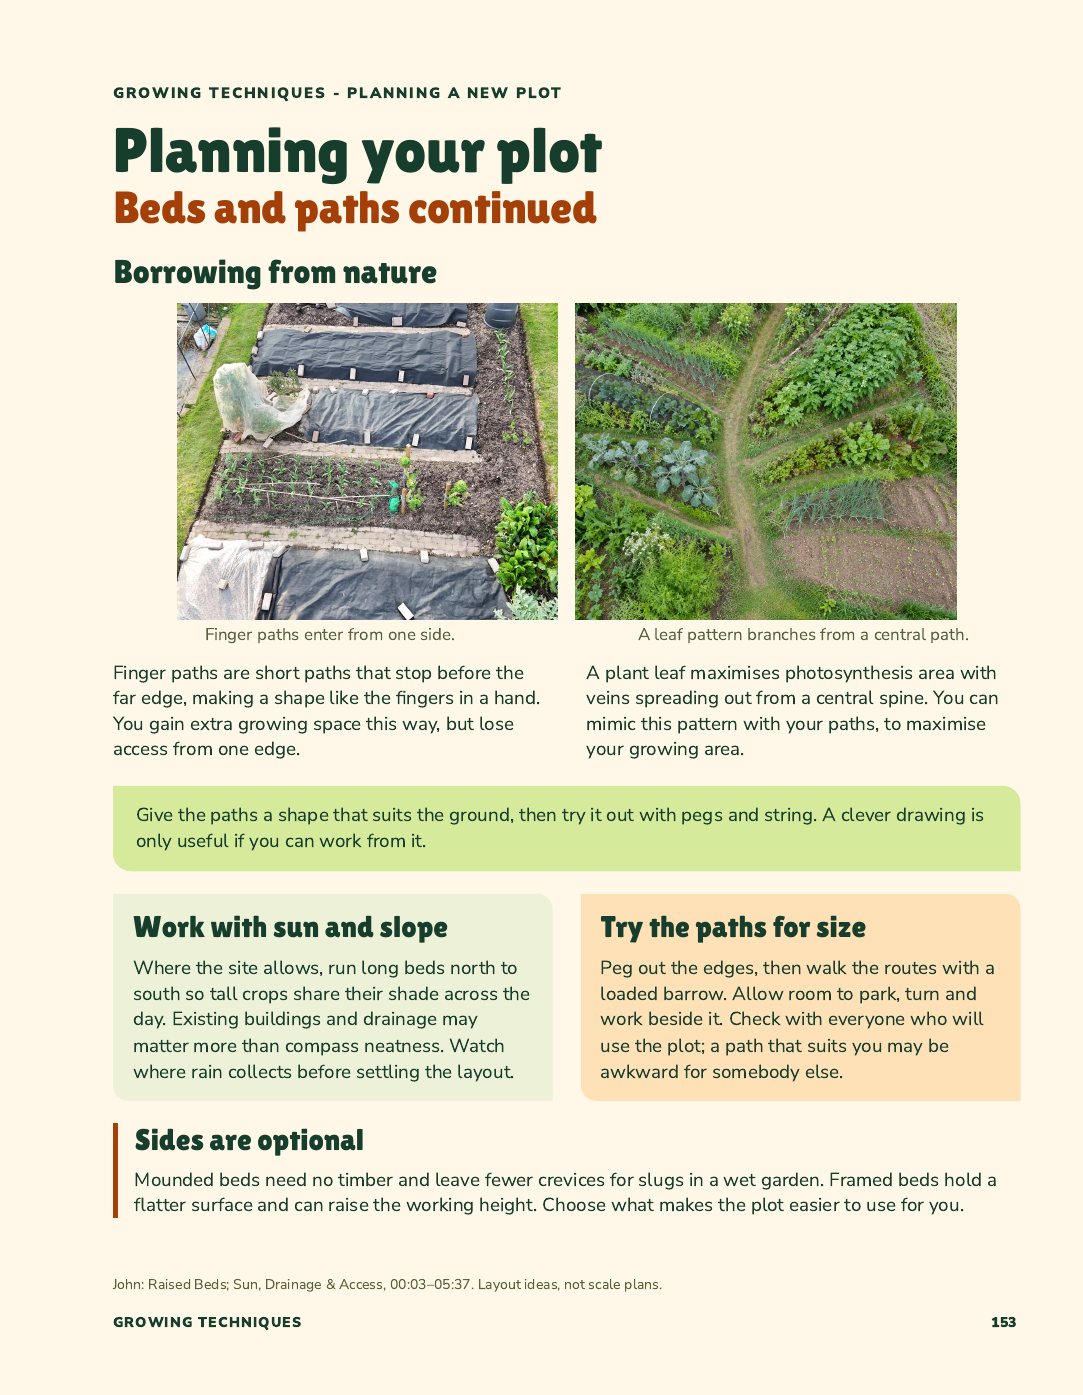 GROWING TECHNIQUES - PLANNING A NEW PLOT
Planning your plot
Beds and paths continued
Borrowing from nature
Finger paths enter from one side.
A leaf pattern branches from a central path.
Finger paths are short paths that stop before the
far edge, making a shape like the fingers in a hand.
You gain extra growing space this way, but lose
access from one edge.
A plant leaf maximises photosynthesis area with
veins spreading out from a central spine. You can
mimic this pattern with your paths, to maximise
your growing area.
Give the paths a shape that suits the ground, then try it out with pegs and string. A clever drawing is
only useful if you can work from it.
Work with sun and slope
Where the site allows, run long beds north to
south so tall crops share their shade across the
day. Existing buildings and drainage may
matter more than compass neatness. Watch
where rain collects before settling the layout.
Try the paths for size
Peg out the edges, then walk the routes with a
loaded barrow. Allow room to park, turn and
work beside it. Check with everyone who will
use the plot; a path that suits you may be
awkward for somebody else.
Sides are optional
Mounded beds need no timber and leave fewer crevices for slugs in a wet garden. Framed beds hold a
flatter surface and can raise the working height. Choose what makes the plot easier to use for you.
John: Raised Beds; Sun, Drainage & Access, 00:03–05:37. Layout ideas, not scale plans.
GROWING TECHNIQUES
153